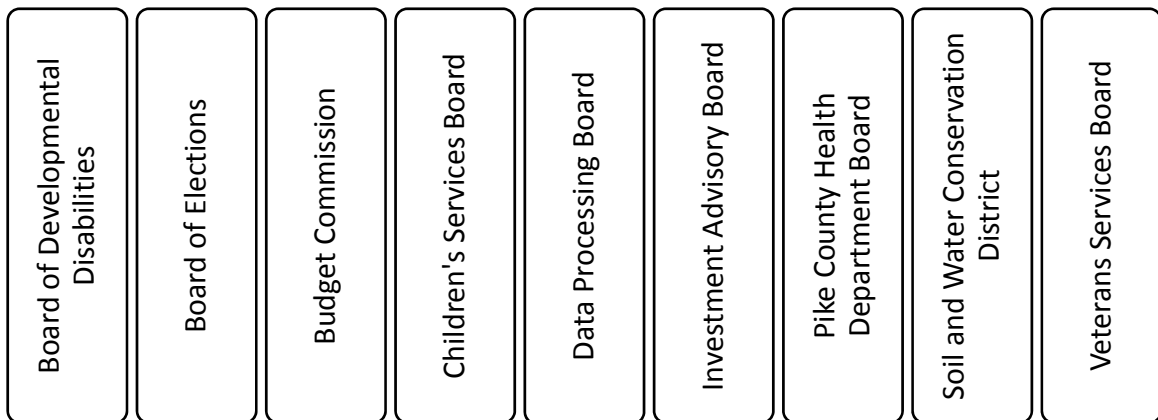 Board of Developmental
Disabilities
Board of Elections
Budget Commission
Children's Services Board
Data Processing Board
Investment Advisory Board
Pike County Health
Department Board
Soil and Water Conservation
District
Veterans Services Board